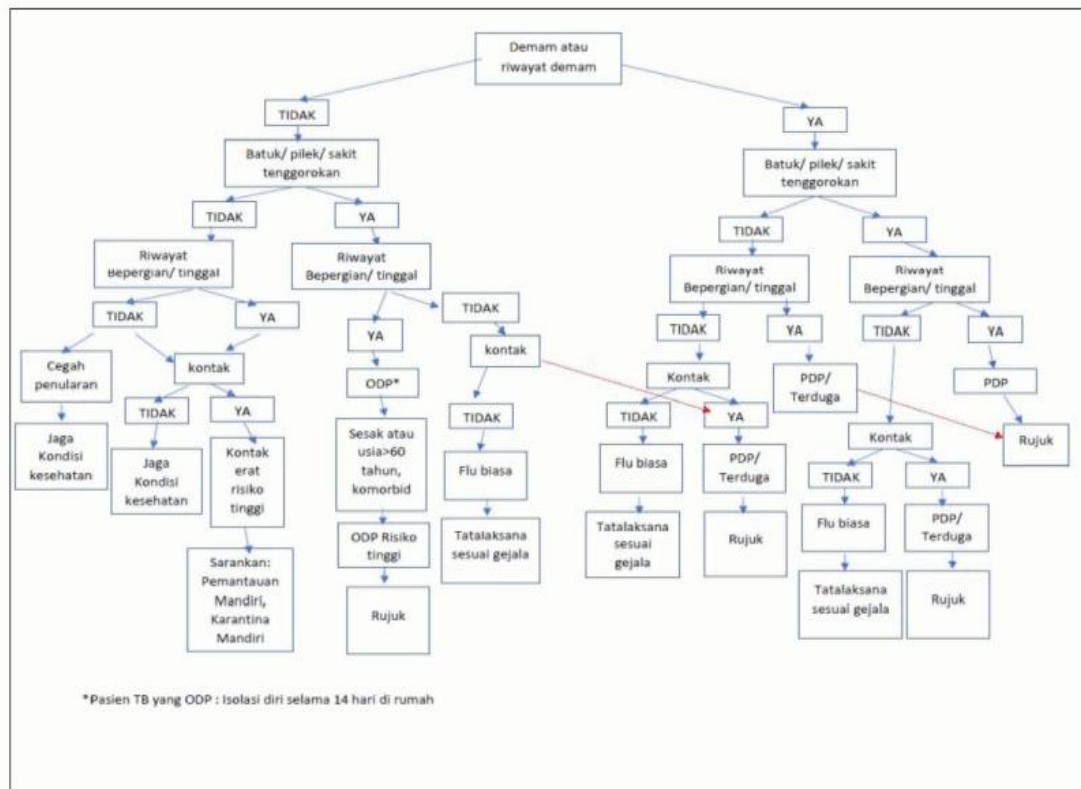 Demam atau
riwayat demam
TIDAK
YA
Batuk/ pilek/ sakit
tenggorokan
Batuk/ pilek/ sakit
tenggorokan
TIDAK
YA
TIDAK
YA
Riwayat
Bepergian/ tinggal
Riwayat
Bepergian/ tinggal
Riwayat
Bepergian/ tinggal
Riwayat
Bepergian/ tinggal
TIDAK
YA
YA
TIDAK
TIDAK
YA
TIDAK
YA
Cegah
penularan
kontak
ODP*
kontak
Kontak
PDP/
Terduga
PDP
Jaga
Kondisi
kesehatan
TIDAK
YA
Jaga
Kondisi
kesehatan
Kontak
erat
risiko
tinggi
Sarankan:
Pemantauan
Mandiri,
Karantina
Mandiri
Sesak atau
usia>60
tahun,
komorbid
ODP Risiko
tinggi
Rujuk
TIDAK
Flu biasa
Tatalaksana
sesuai gejala
TIDAK
YA
Flu biasa
PDP/
Terduga
Tatalaksana
sesuai
gejala
Rujuk
Kontak
Rujuk
TIDAK
YA
Flu biasa
PDP/
Terduga
Tatalaksana
sesuai gejala
Rujuk
*Pasien TB yang ODP : Isolasi diri selama 14 hari di rumah